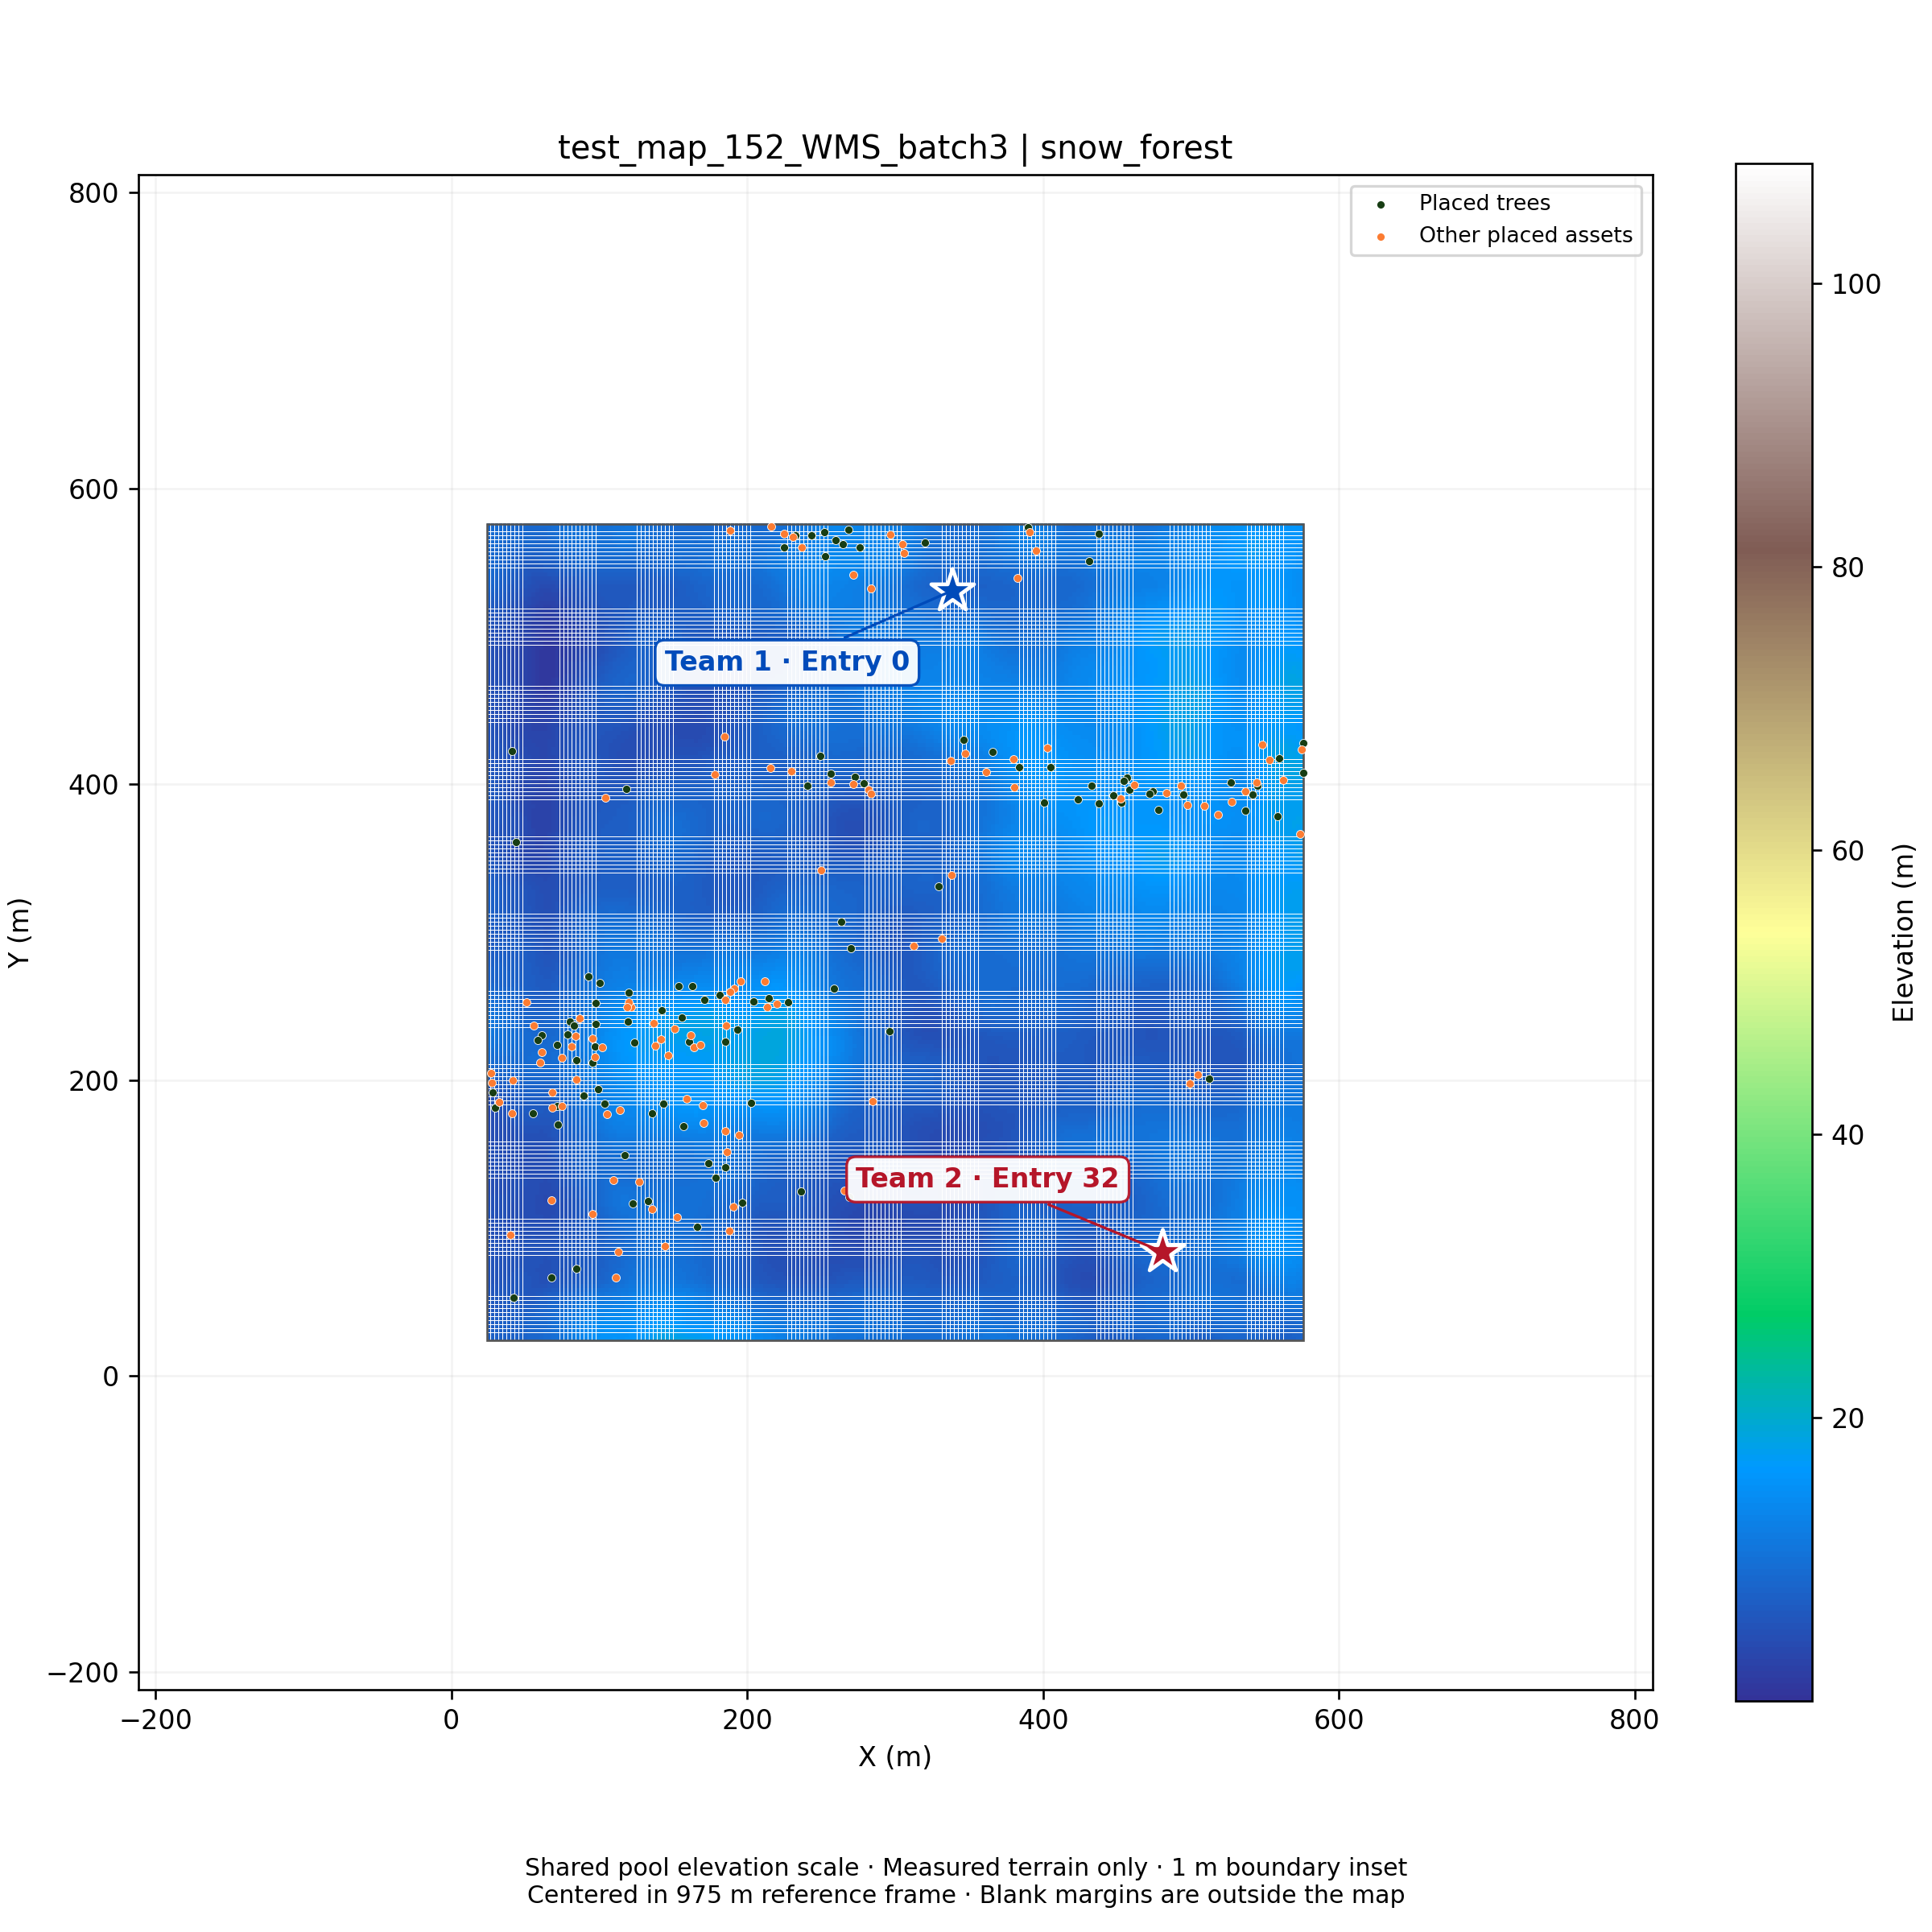 test_map_152_WMS_batch3 | snow_forest
Placed trees
Other placed assets
800
600
400
200
0
−200
Y (m)
Team 1 · Entry 0
Team 2 · Entry 32
−200
0
200
400
600
800
X (m)
100
80
60
40
20
Elevation (m)
Shared pool elevation scale · Measured terrain only · 1 m boundary inset
Centered in 975 m reference frame · Blank margins are outside the map